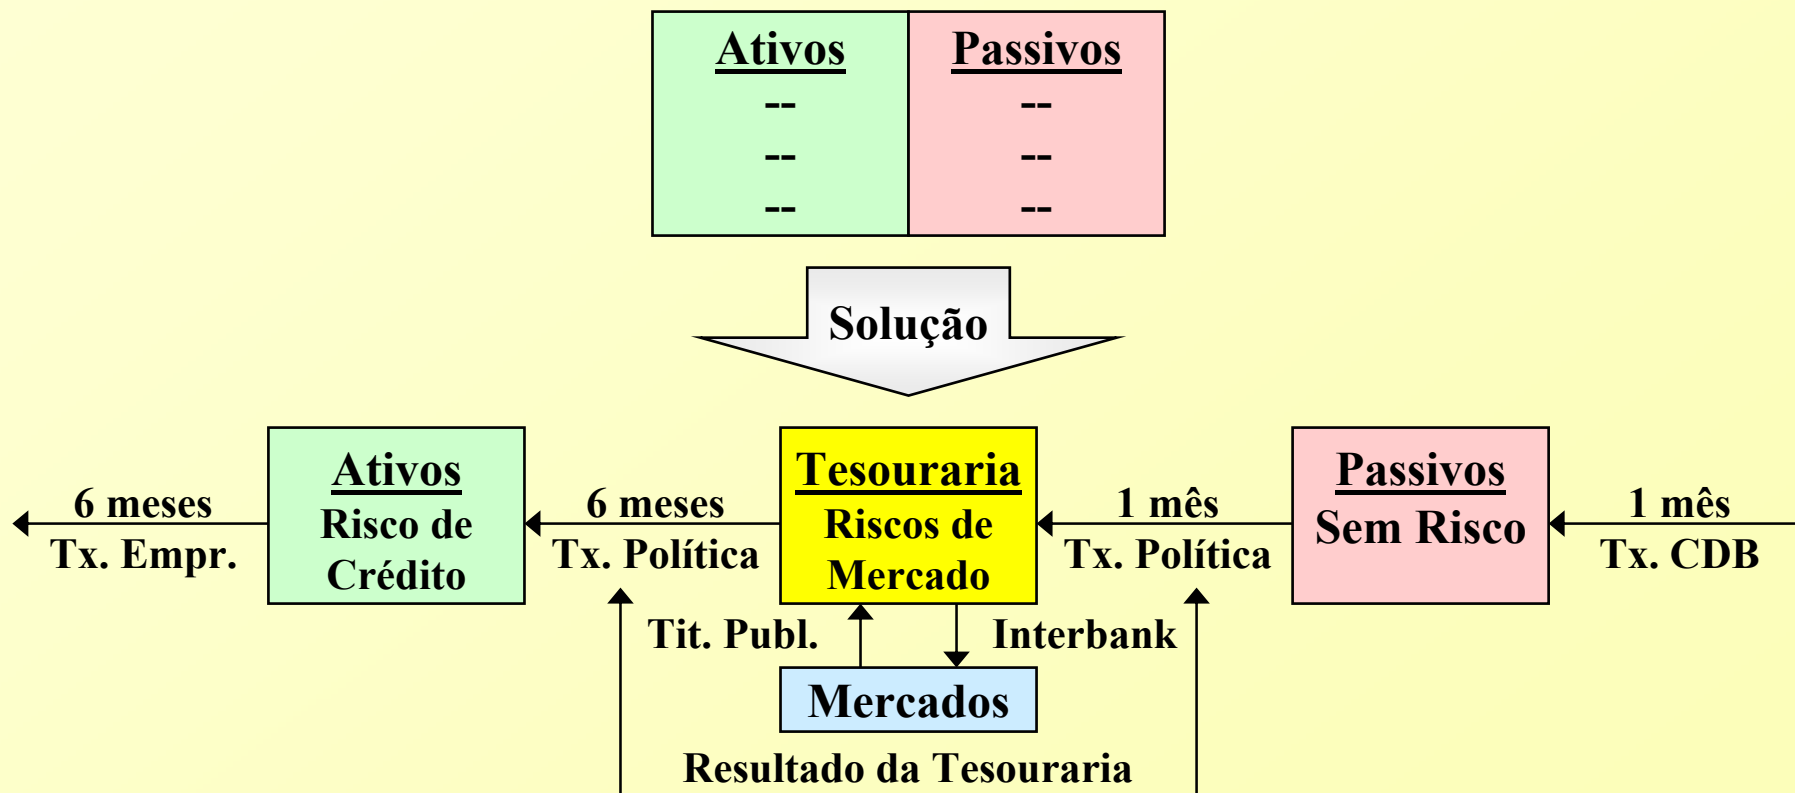 Ativos
--
--
--
Passivos
--
--
--
Solução
6 meses
Tx. Empr.
Ativos
Risco de
Crédito
6 meses
Tx. Política
Tesouraria
Riscos de
Mercado
1 mês
Tx. Política
Passivos
Sem Risco
1 mês
Tx. CDB
Tit. Publ.
Interbank
Mercados
Resultado da Tesouraria